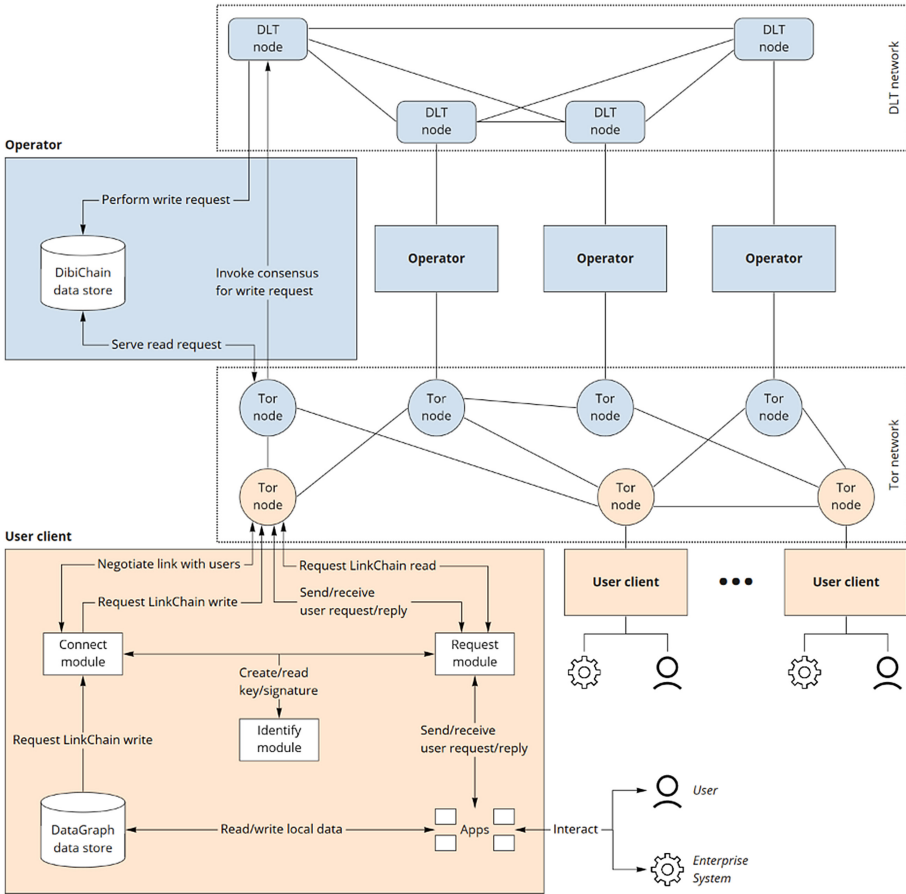 DLT
node
DLT
node
DLT
node
DLT
node
DLT network
Operator
Perform write request
DibiChain
data store
Invoke consensus
for write request
Serve read request
Operator
Operator
Operator
Tor
node
Tor
node
Tor
node
Tor
node
Tor
node
Tor
node
Tor
node
Tor network
User client
Negotiate link with users
Request LinkChain read
Request LinkChain write
Send/receive
user request/reply
User client
User client
Connect
module
Request
module
Create/read
key/signature
Identify
module
Request LinkChain write
Send/receive
user request/reply
DataGraph
data store
Read/write local data
Apps
Interact
User
Enterprise
System